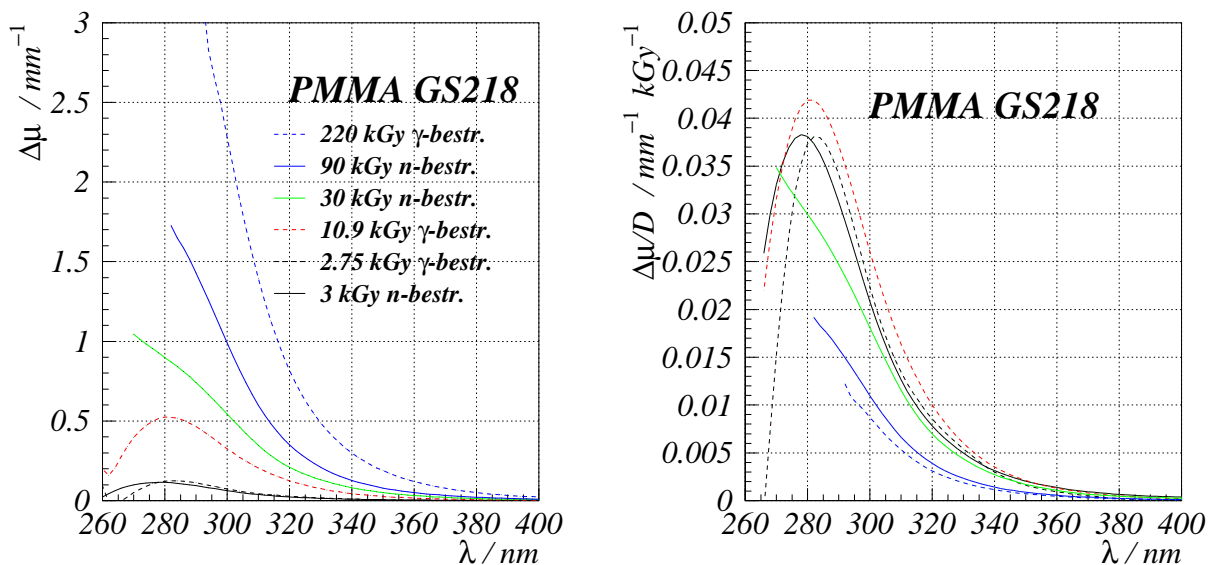 Δμ / mm⁻¹
3
2.5
2
1.5
1
0.5
0
PMMA GS218
220 kGy γ-bestr.
90 kGy n-bestr.
30 kGy n-bestr.
10.9 kGy γ-bestr.
2.75 kGy γ-bestr.
3 kGy n-bestr.
260 280 300 320 340 360 380 400
λ / nm
Δμ/D / mm⁻¹ kGy⁻¹
0.05
0.045
0.04
0.035
0.03
0.025
0.02
0.015
0.01
0.005
0
PMMA GS218
260 280 300 320 340 360 380 400
λ / nm